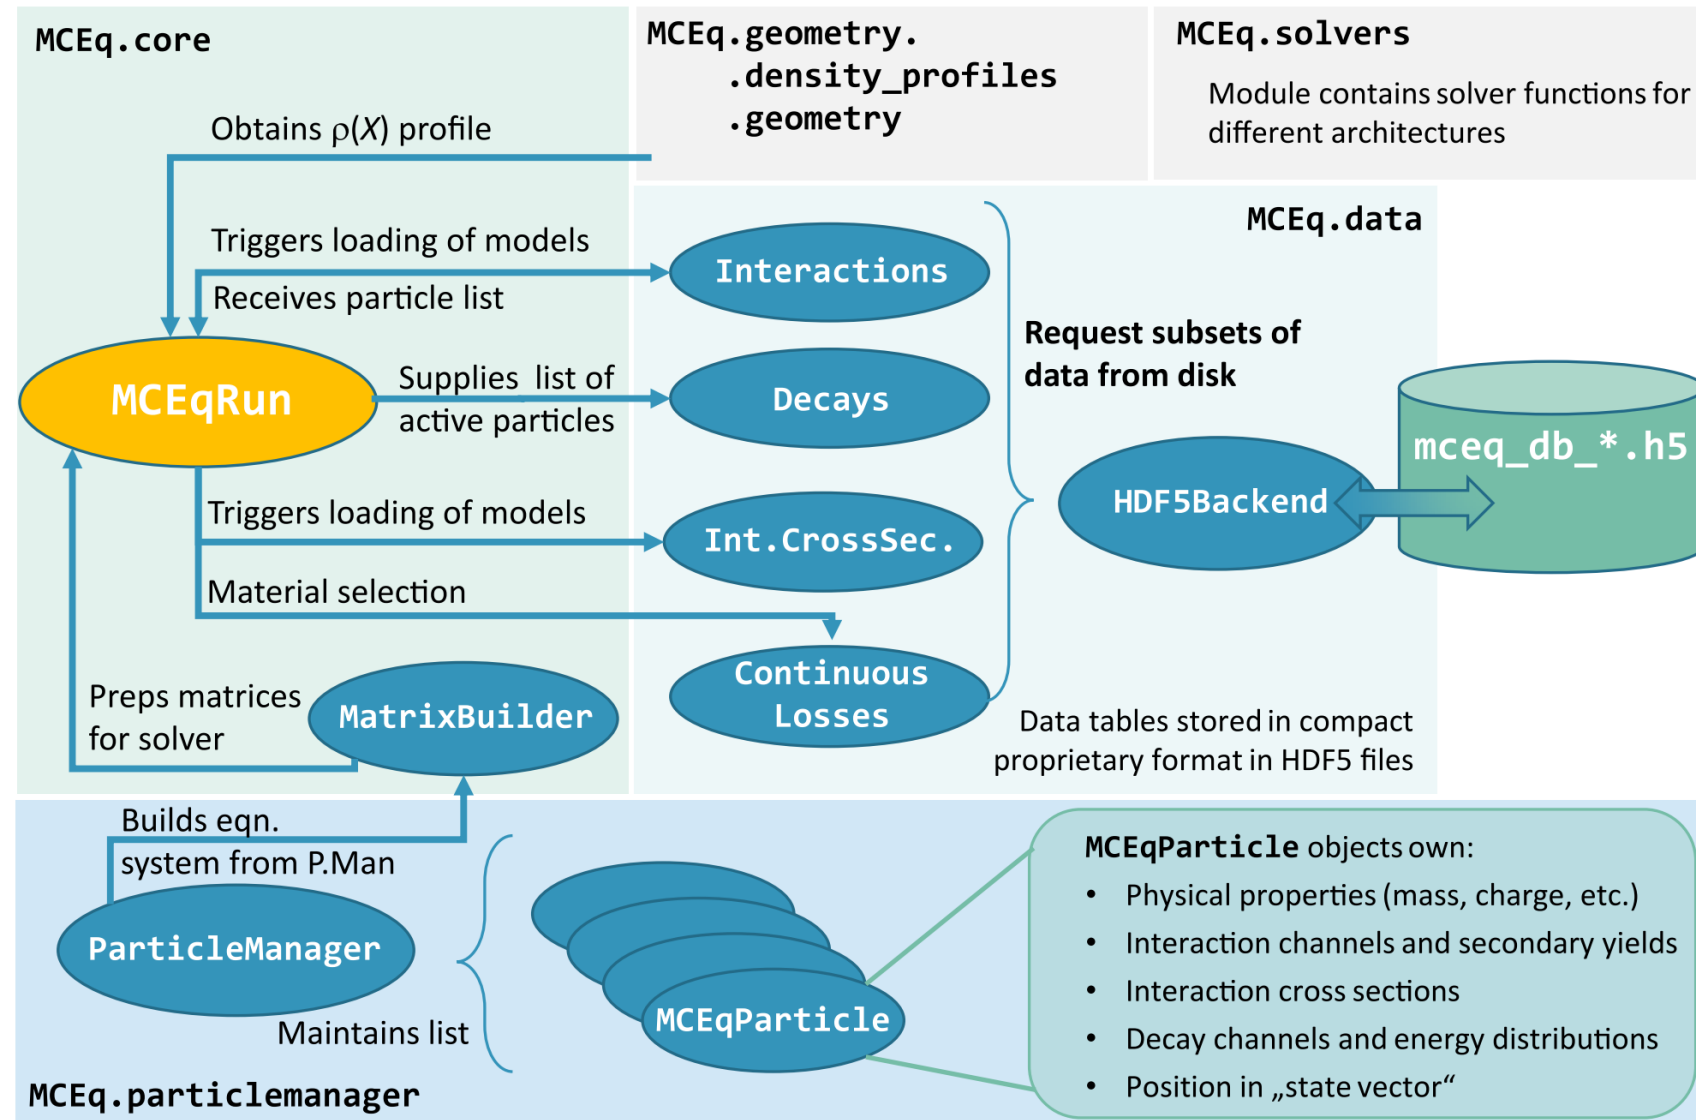 MCEq.core
MCEq.geometry.
.density_profiles
.geometry
MCEq.solvers
Module contains solver functions for
different architectures
Obtains ρ(X) profile
MCEq.data
Triggers loading of models
Receives particle list
Interactions
Request subsets of
data from disk
MCEqRun
Supplies list of
active particles
Decays
mceq_db_*.h5
HDF5Backend
Triggers loading of models
Int.CrossSec.
Material selection
Continuous
Losses
Preps matrices
for solver
MatrixBuilder
Data tables stored in compact
proprietary format in HDF5 files
Builds eqn.
system from P.Man
ParticleManager
Maintains list
MCEqParticle
MCEqParticle objects own:
• Physical properties (mass, charge, etc.)
• Interaction channels and secondary yields
• Interaction cross sections
• Decay channels and energy distributions
• Position in „state vector“
MCEq.particlemanager